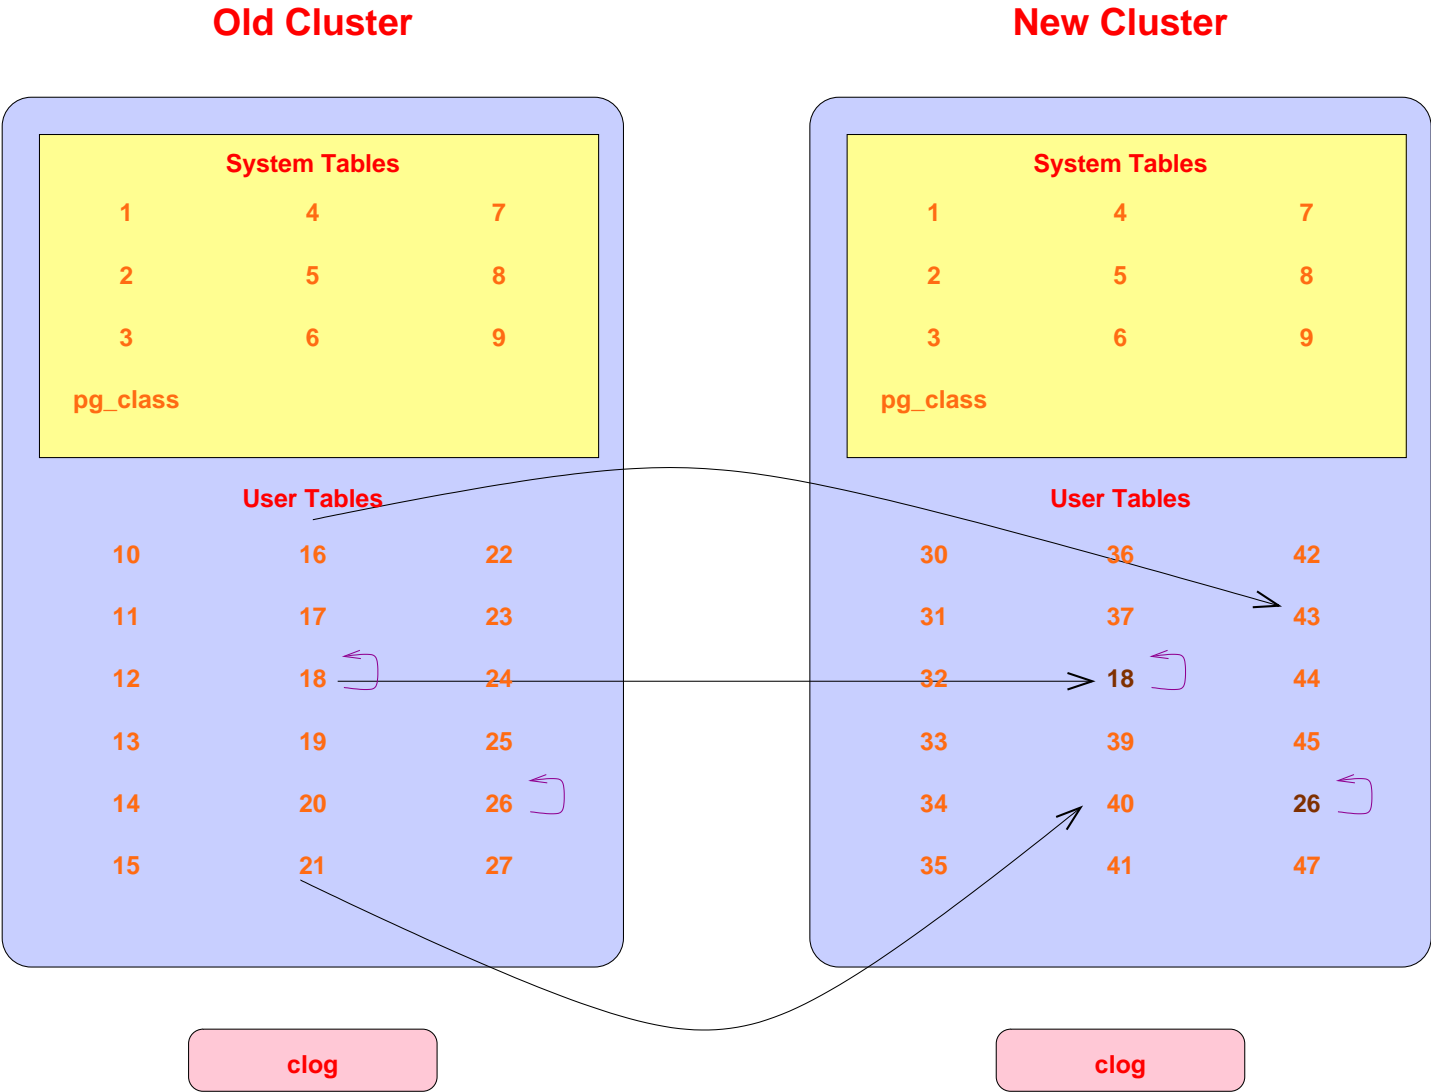 Old Cluster
New Cluster
System Tables
1 4 7
2 5 8
3 6 9
pg_class
User Tables
10 16 22
11 17 23
12 18 24
13 19 25
14 20 26
15 21 27
clog
System Tables
1 4 7
2 5 8
3 6 9
pg_class
User Tables
30 36 42
31 37 43
32 18 44
33 39 45
34 40 26
35 41 47
clog